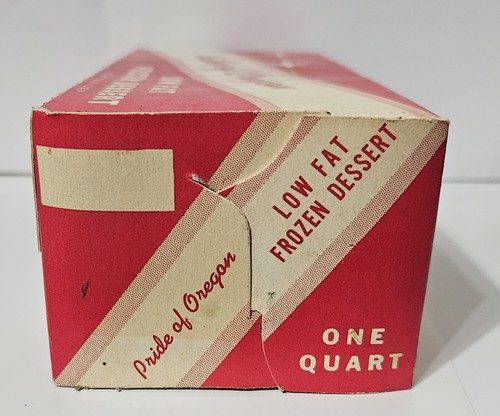 LOW FAT
FROZEN DESSERT
Pride of Oregon
ONE
QUART